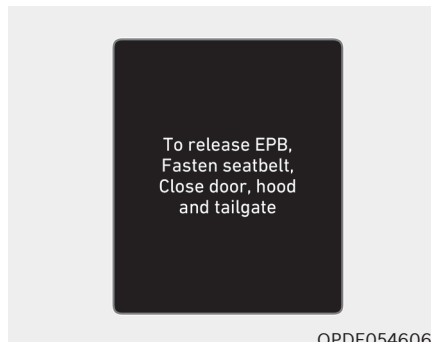 To release EPB,
Fasten seatbelt,
Close door, hood
and tailgate
OPDE054606